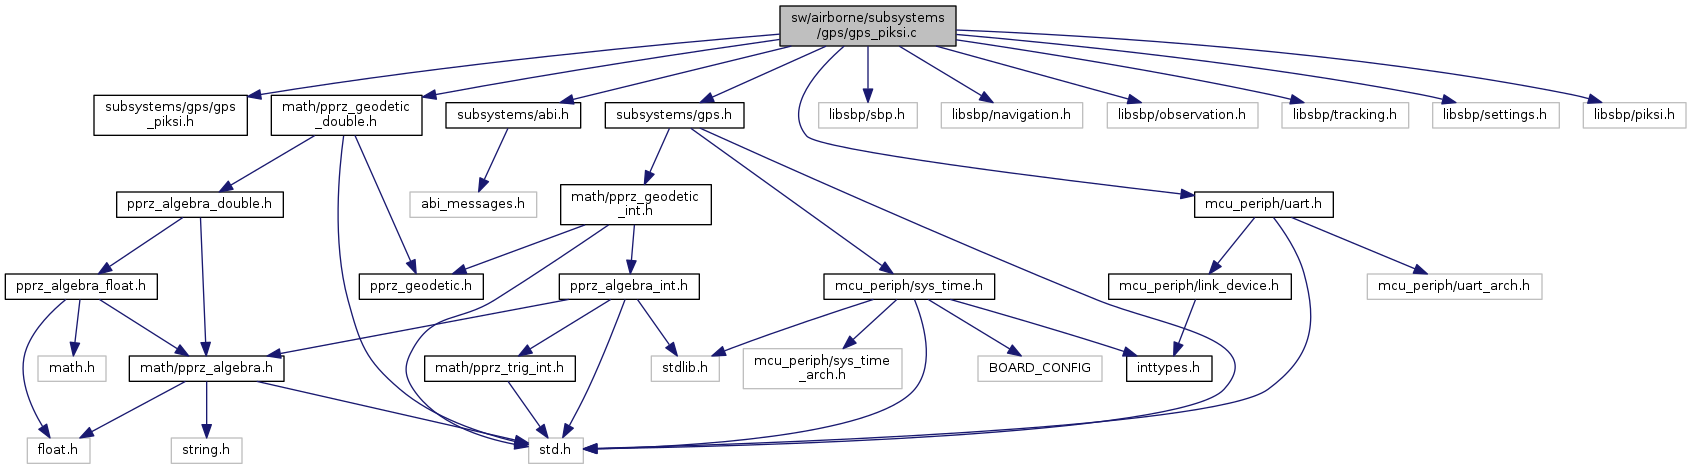 sw/airborne/subsystems
/gps/gps_piksi.c
subsystems/gps/gps
_piksi.h
math/pprz_geodetic
_double.h
subsystems/abi.h
subsystems/gps.h
libsbp/sbp.h
libsbp/navigation.h
libsbp/observation.h
libsbp/tracking.h
libsbp/settings.h
libsbp/piksi.h
pprz_algebra_double.h
abi_messages.h
math/pprz_geodetic
_int.h
mcu_periph/uart.h
pprz_algebra_float.h
pprz_geodetic.h
pprz_algebra_int.h
mcu_periph/sys_time.h
mcu_periph/link_device.h
mcu_periph/uart_arch.h
math.h
math/pprz_algebra.h
math/pprz_trig_int.h
stdlib.h
mcu_periph/sys_time
_arch.h
BOARD_CONFIG
inttypes.h
float.h
string.h
std.h